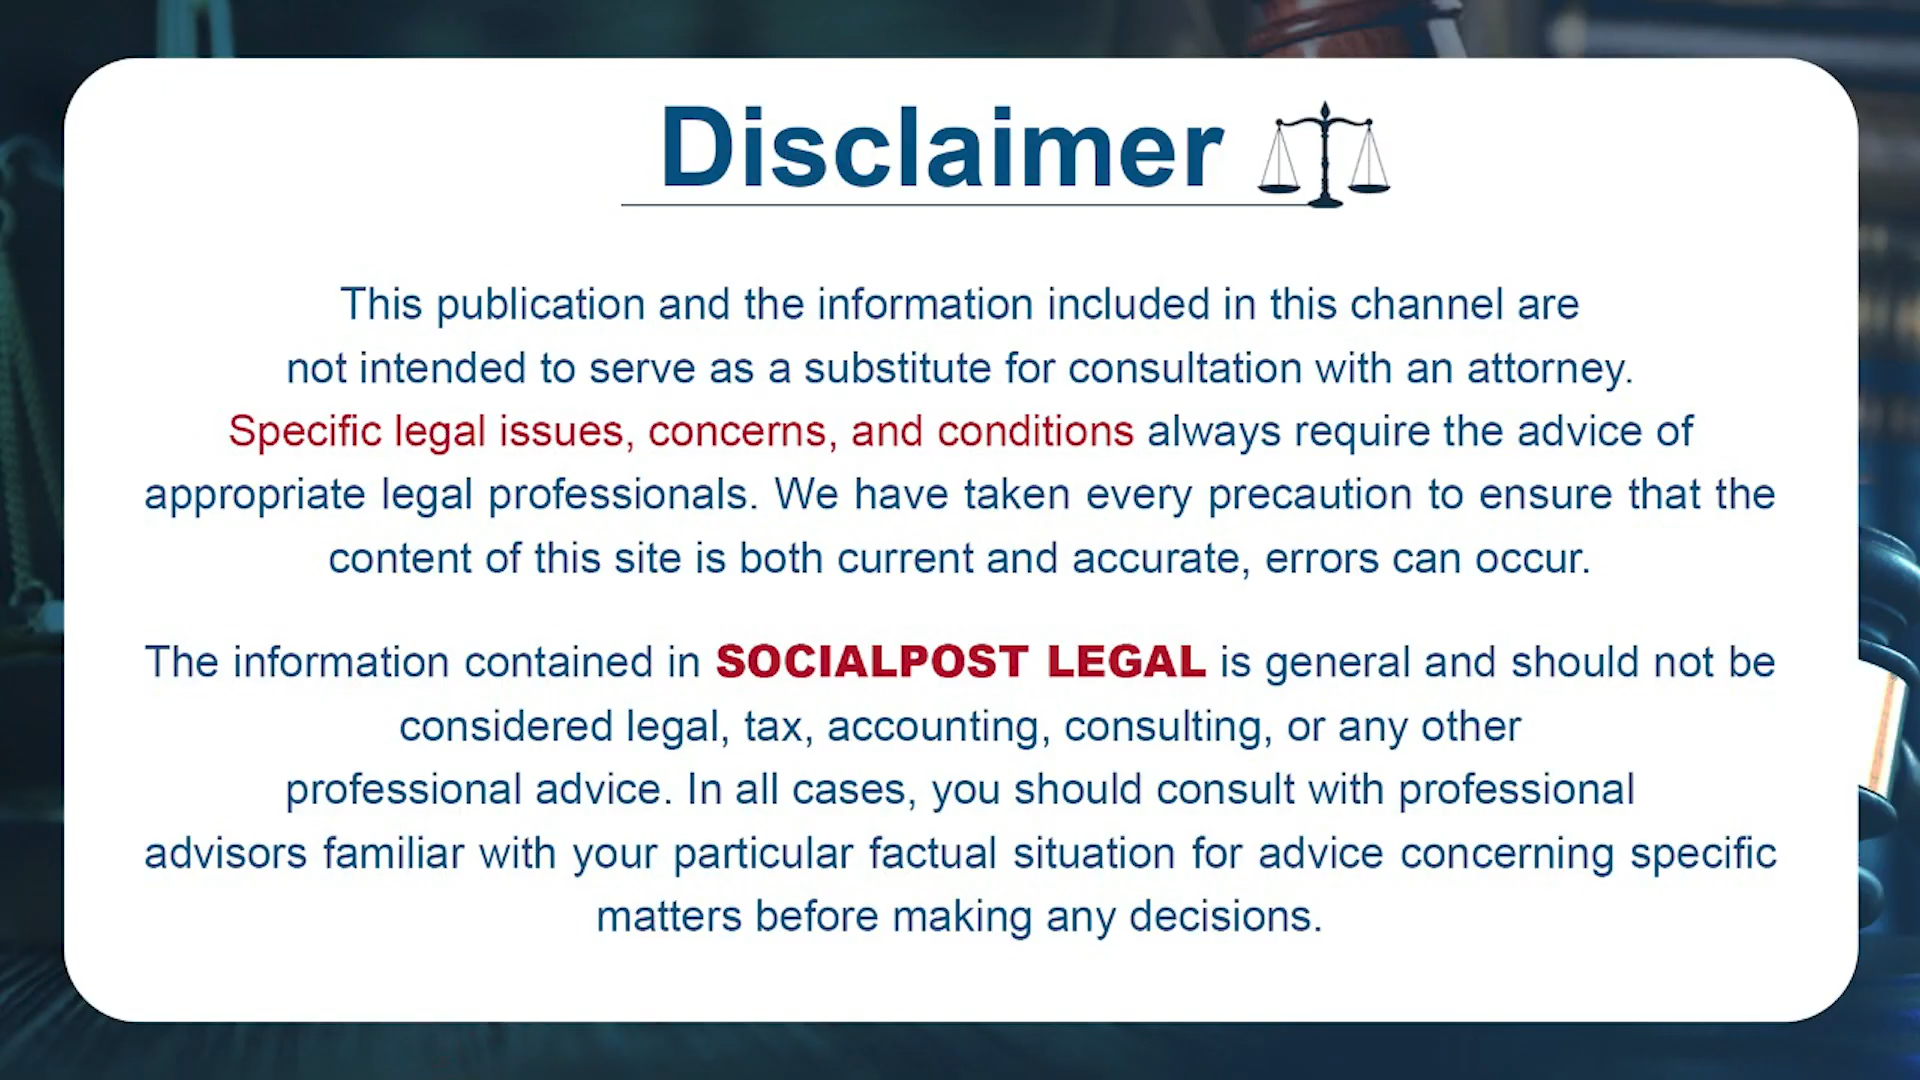 Disclaimer
This publication and the information included in this channel are
not intended to serve as a substitute for consultation with an attorney.
Specific legal issues, concerns, and conditions always require the advice of
appropriate legal professionals. We have taken every precaution to ensure that the
content of this site is both current and accurate, errors can occur.
The information contained in SOCIALPOST LEGAL is general and should not be
considered legal, tax, accounting, consulting, or any other
professional advice. In all cases, you should consult with professional
advisors familiar with your particular factual situation for advice concerning specific
matters before making any decisions.